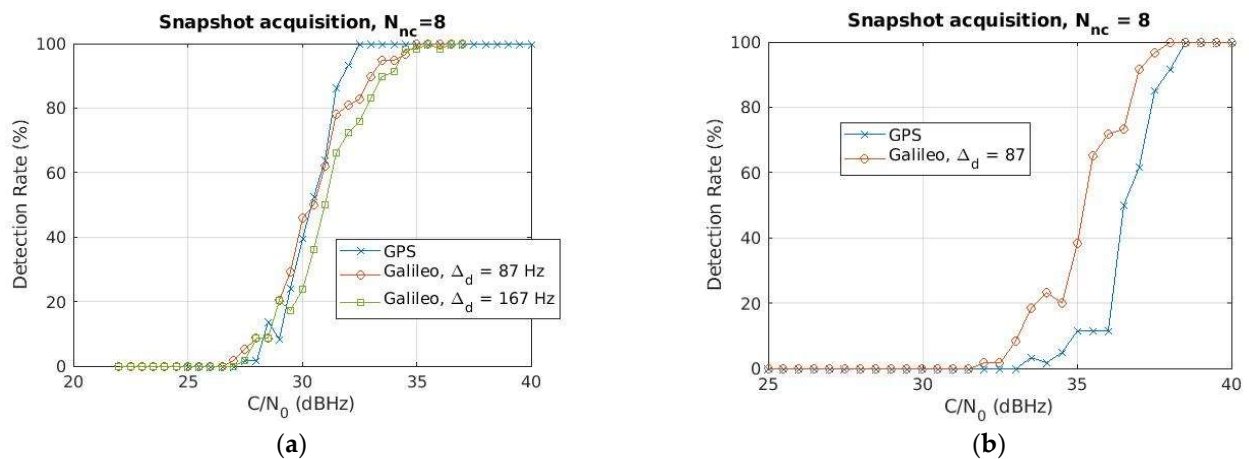 Snapshot acquisition, N_nc=8
Detection Rate (%)
100
80
60
40
20
0
GPS
Galileo, Δ_d = 87 Hz
Galileo, Δ_d = 167 Hz
20 25 30 35 40
C/N_0 (dBHz)
(a)
Snapshot acquisition, N_nc = 8
Detection Rate (%)
100
80
60
40
20
0
GPS
Galileo, Δ_d = 87
25 30 35 40
C/N_0 (dBHz)
(b)